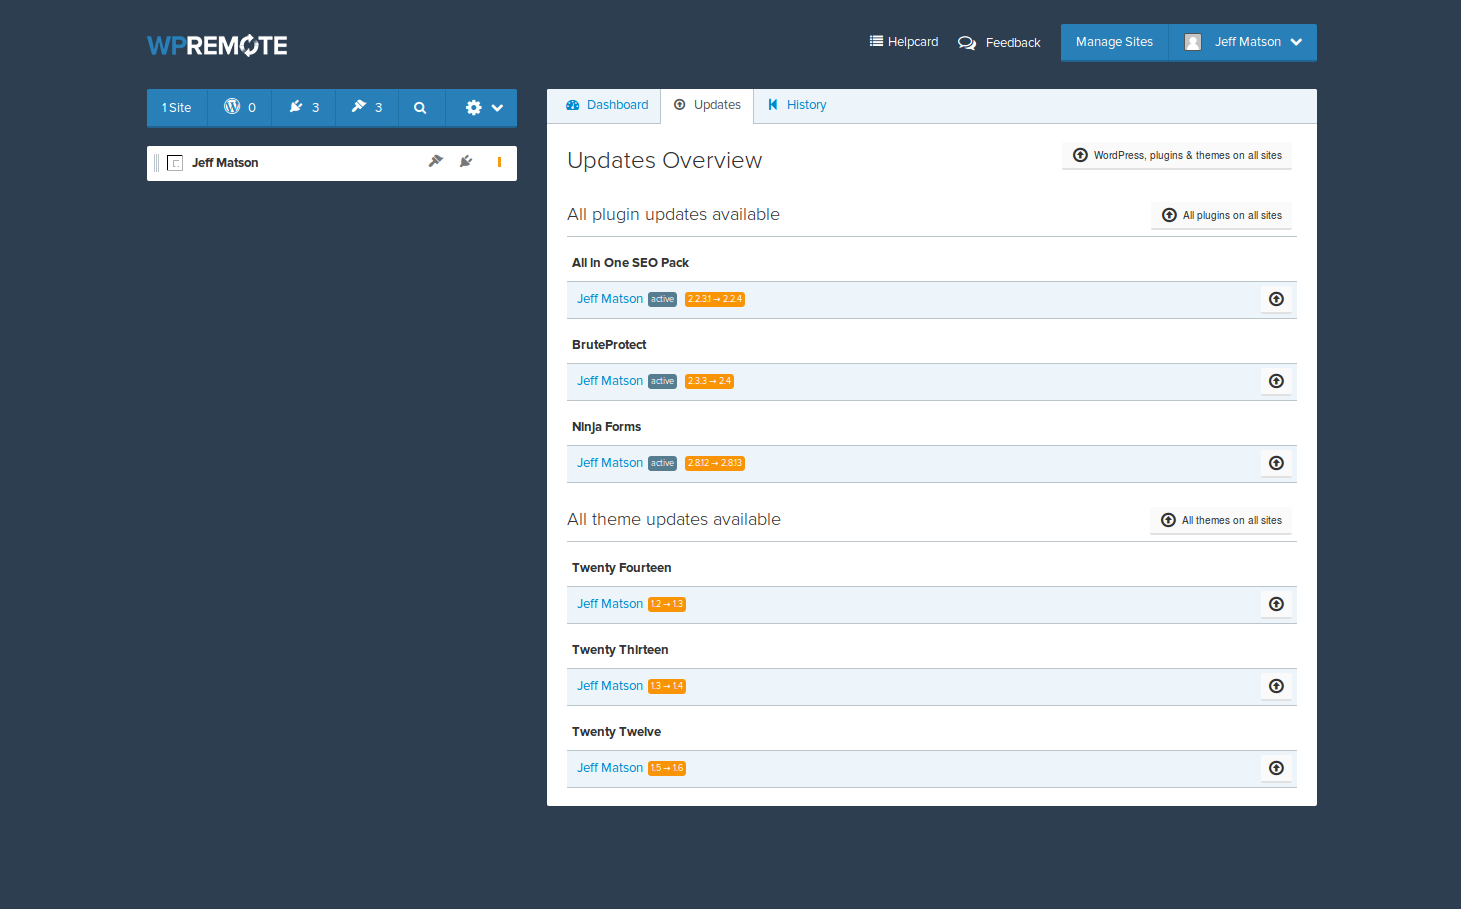 WPREMOTE
Helpcard
Feedback
Manage Sites
Jeff Matson
1 Site
0
3
3
Dashboard
Updates
History
Jeff Matson
Updates Overview
WordPress, plugins & themes on all sites
All plugin updates available
All plugins on all sites
All in One SEO Pack
Jeff Matson active 2.2.3.1 → 2.2.4
BruteProtect
Jeff Matson active 2.3.3 → 2.4
Ninja Forms
Jeff Matson active 2.8.12 → 2.8.13
All theme updates available
All themes on all sites
Twenty Fourteen
Jeff Matson 1.2 → 1.3
Twenty Thirteen
Jeff Matson 1.3 → 1.4
Twenty Twelve
Jeff Matson 1.5 → 1.6